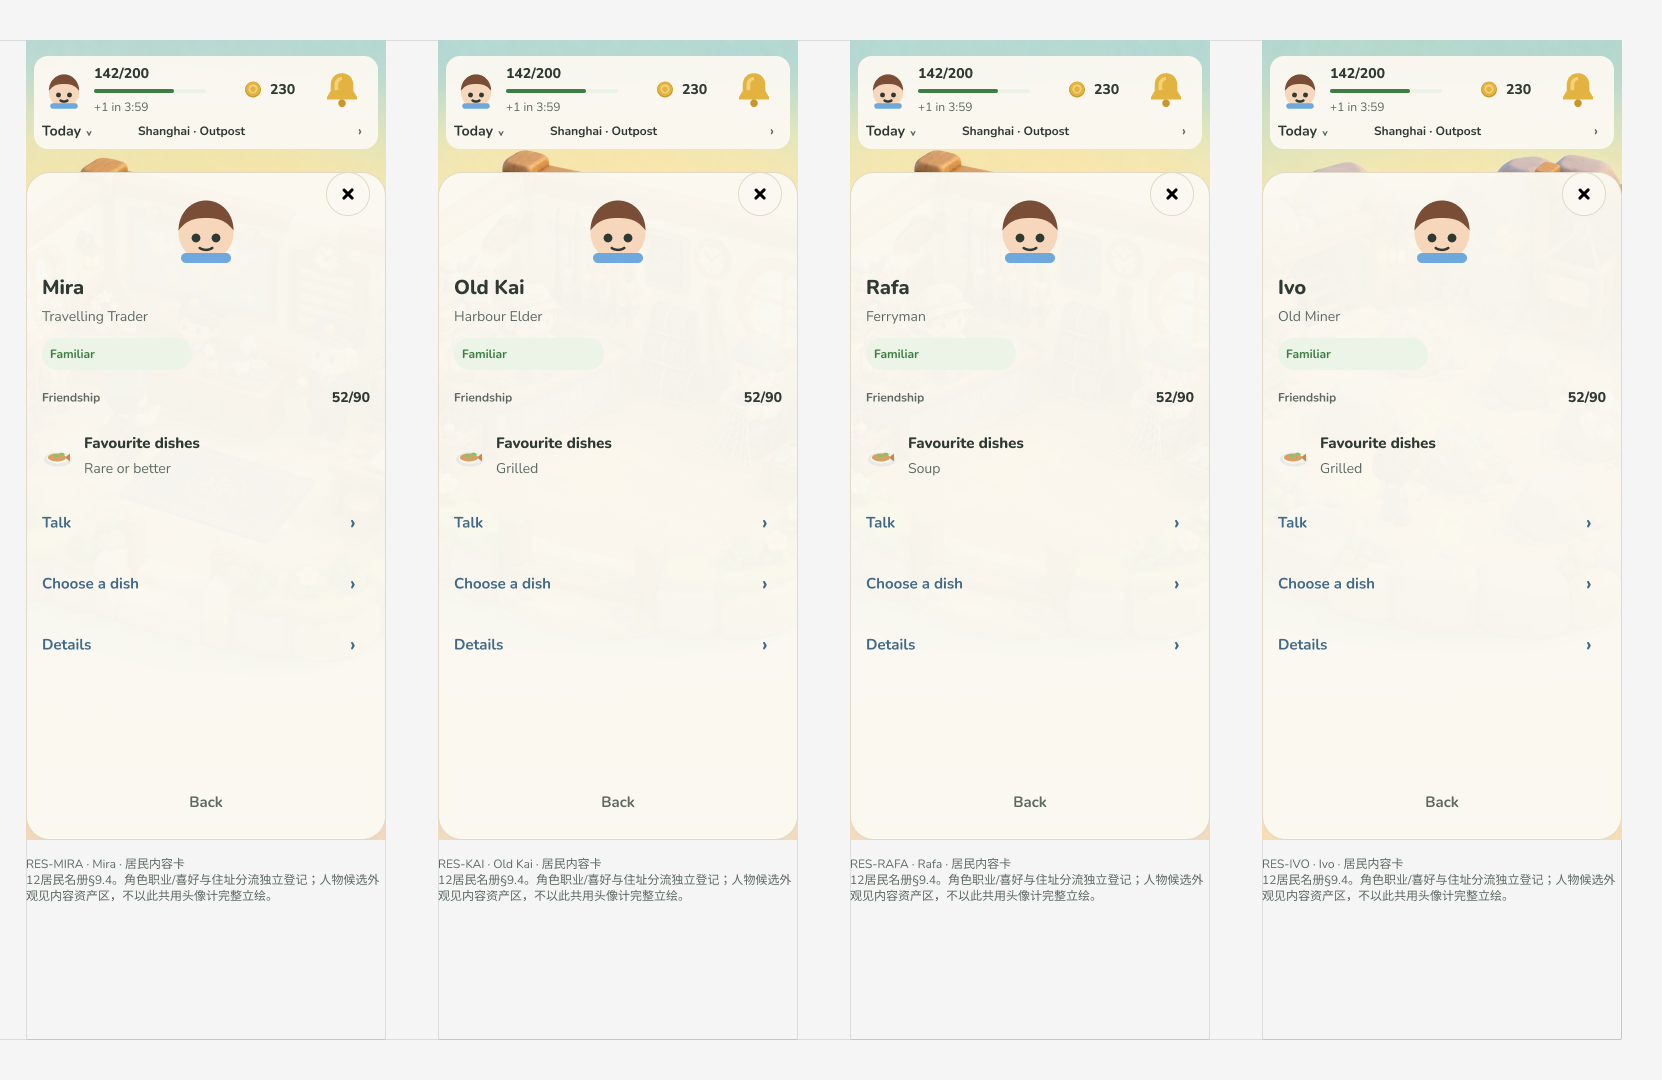 142/200
230
+1 in 3:59
Today ˅ Shanghai · Outpost ›
Mira
Travelling Trader
Familiar
Friendship 52/90
Favourite dishes
Rare or better
Talk ›
Choose a dish ›
Details ›
Back
RES-MIRA · Mira · 居民内容卡
12居民名册§9.4。角色职业/喜好与住址分流独立登记；人物候选外
观见内容资产区，不以此共用头像计完整立绘。
142/200
230
+1 in 3:59
Today ˅ Shanghai · Outpost ›
Old Kai
Harbour Elder
Familiar
Friendship 52/90
Favourite dishes
Grilled
Talk ›
Choose a dish ›
Details ›
Back
RES-KAI · Old Kai · 居民内容卡
12居民名册§9.4。角色职业/喜好与住址分流独立登记；人物候选外
观见内容资产区，不以此共用头像计完整立绘。
142/200
230
+1 in 3:59
Today ˅ Shanghai · Outpost ›
Rafa
Ferryman
Familiar
Friendship 52/90
Favourite dishes
Soup
Talk ›
Choose a dish ›
Details ›
Back
RES-RAFA · Rafa · 居民内容卡
12居民名册§9.4。角色职业/喜好与住址分流独立登记；人物候选外
观见内容资产区，不以此共用头像计完整立绘。
142/200
230
+1 in 3:59
Today ˅ Shanghai · Outpost ›
Ivo
Old Miner
Familiar
Friendship 52/90
Favourite dishes
Grilled
Talk ›
Choose a dish ›
Details ›
Back
RES-IVO · Ivo · 居民内容卡
12居民名册§9.4。角色职业/喜好与住址分流独立登记；人物候选外
观见内容资产区，不以此共用头像计完整立绘。